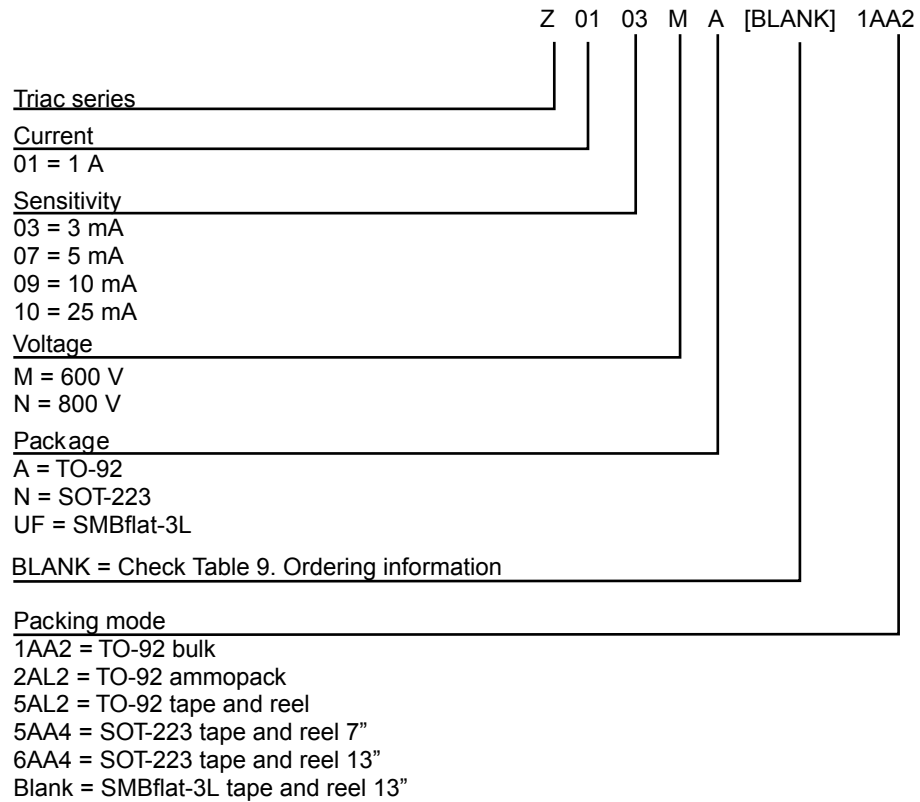 Z 01 03 M A [BLANK] 1AA2
Triac series
Current
01 = 1 A
Sensitivity
03 = 3 mA
07 = 5 mA
09 = 10 mA
10 = 25 mA
Voltage
M = 600 V
N = 800 V
Package
A = TO-92
N = SOT-223
UF = SMBflat-3L
BLANK = Check Table 9. Ordering information
Packing mode
1AA2 = TO-92 bulk
2AL2 = TO-92 ammopack
5AL2 = TO-92 tape and reel
5AA4 = SOT-223 tape and reel 7”
6AA4 = SOT-223 tape and reel 13”
Blank = SMBflat-3L tape and reel 13”